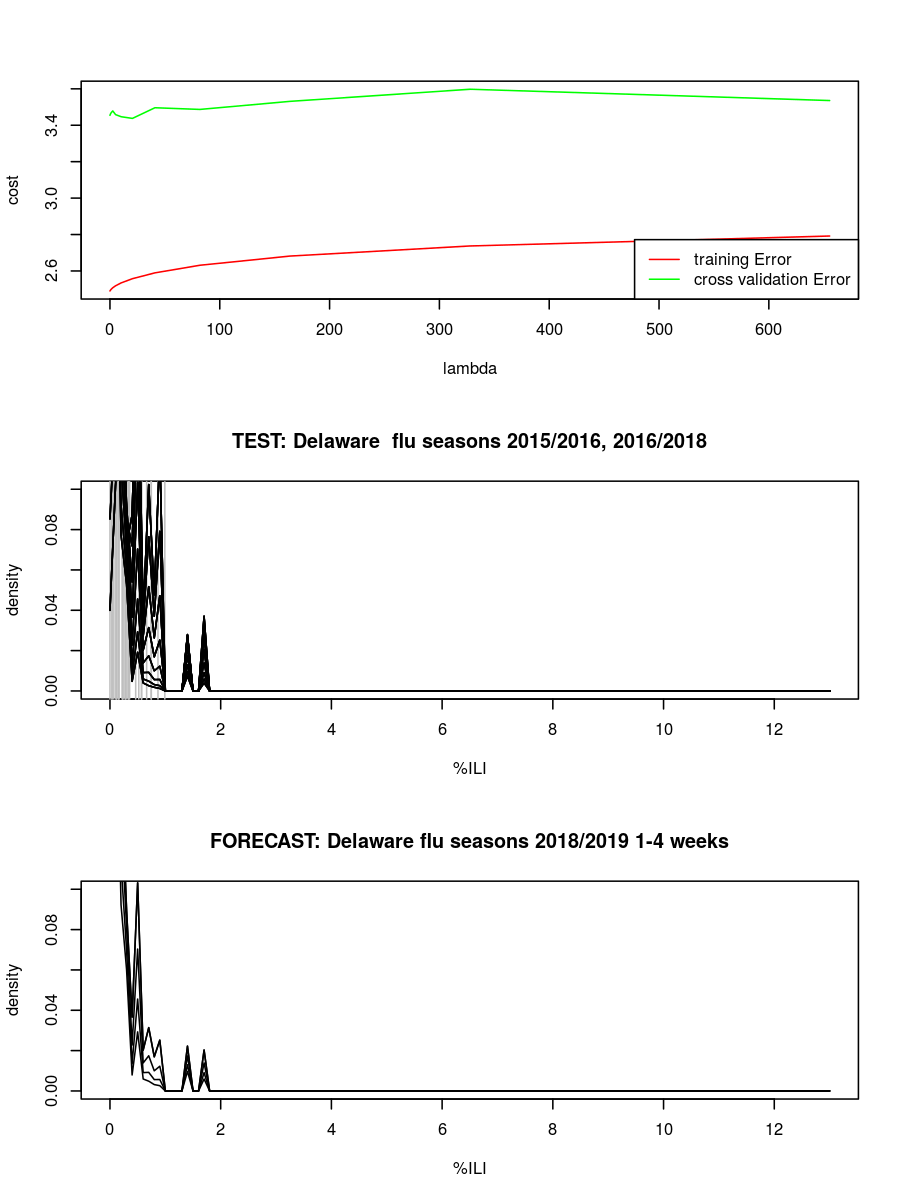 cost
3.4
3.0
2.6
training Error
cross validation Error
0 100 200 300 400 500 600
lambda
TEST: Delaware  flu seasons 2015/2016, 2016/2018
density
0.08
0.04
0.00
0 2 4 6 8 10 12
%ILI
FORECAST: Delaware flu seasons 2018/2019 1-4 weeks
density
0.08
0.04
0.00
0 2 4 6 8 10 12
%ILI